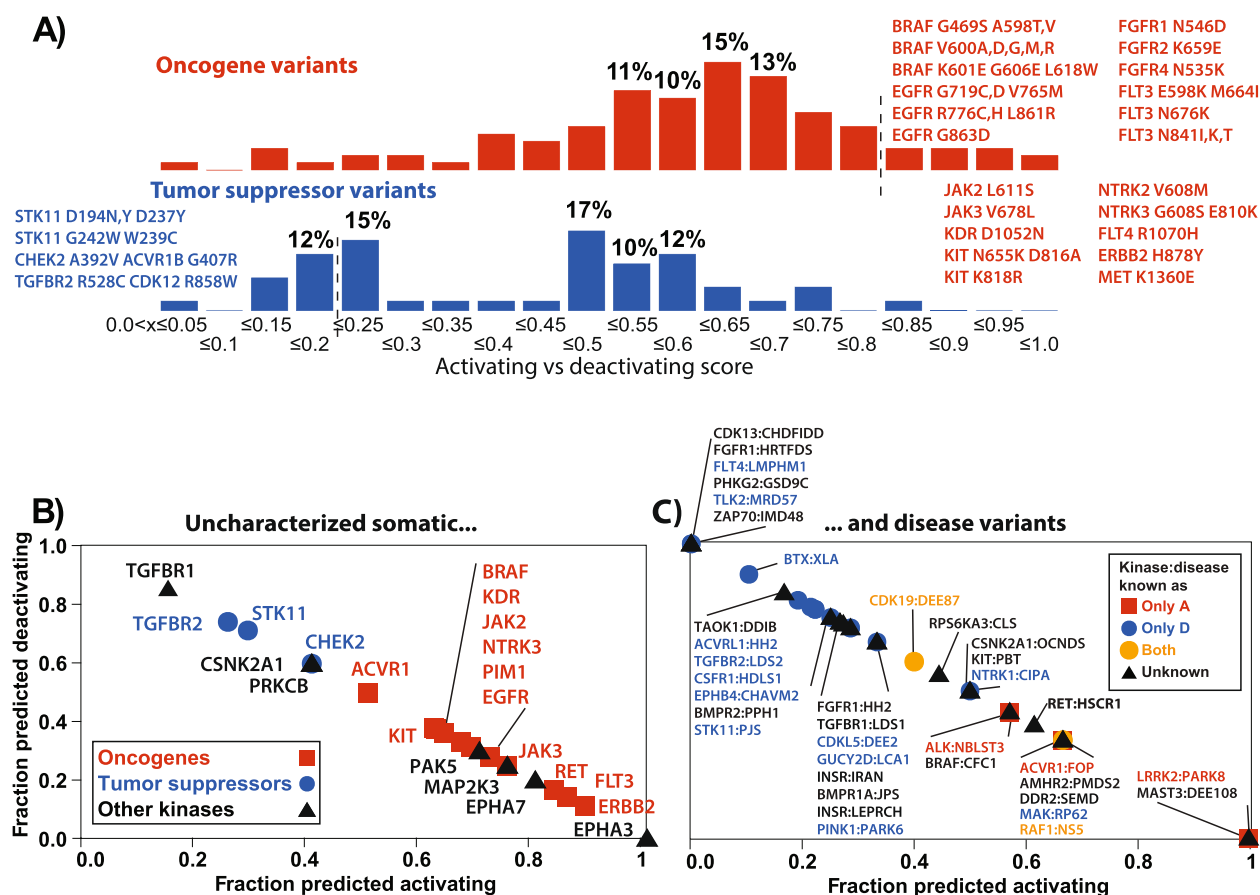 A)
Oncogene variants
11%
10%
15%
13%
BRAF G469S A598T,V
BRAF V600A,D,G,M,R
BRAF K601E G606E L618W
EGFR G719C,D V765M
EGFR R776C,H L861R
EGFR G863D
FGFR1 N546D
FGFR2 K659E
FGFR4 N535K
FLT3 E598K M664I
FLT3 N676K
FLT3 N841I,K,T
Tumor suppressor variants
STK11 D194N,Y D237Y
STK11 G242W W239C
CHEK2 A392V ACVR1B G407R
TGFBR2 R528C CDK12 R858W
12%
15%
17%
10%
12%
JAK2 L611S
JAK3 V678L
KDR D1052N
KIT N655K D816A
KIT K818R
NTRK2 V608M
NTRK3 G608S E810K
FLT4 R1070H
ERBB2 H878Y
MET K1360E
0.0<x≤0.05 ≤0.15 ≤0.25 ≤0.35 ≤0.45 ≤0.55 ≤0.65 ≤0.75 ≤0.85 ≤0.95
≤0.1 ≤0.2 ≤0.3 ≤0.4 ≤0.5 ≤0.6 ≤0.7 ≤0.8 ≤0.9 ≤1.0
Activating vs deactivating score
B)
Uncharacterized somatic...
Fraction predicted deactivating
1.0
0.8
0.6
0.4
0.2
0.0
TGFBR1
TGFBR2
STK11
CHEK2
CSNK2A1
PRKCB
ACVR1
BRAF
KDR
JAK2
NTRK3
PIM1
EGFR
KIT
PAK5
MAP2K3
EPHA7
JAK3
RET
FLT3
ERBB2
EPHA3
Oncogenes
Tumor suppressors
Other kinases
0.0 0.2 0.4 0.6 0.8 1
Fraction predicted activating
C)
... and disease variants
CDK13:CHDFIDD
FGFR1:HRTFDS
FLT4:LMPHM1
PHKG2:GSD9C
TLK2:MRD57
ZAP70:IMD48
BTX:XLA
TAOK1:DDIB
ACVRL1:HH2
TGFBR2:LDS2
CSFR1:HDLS1
EPHB4:CHAVM2
BMPR2:PPH1
STK11:PJS
FGFR1:HH2
TGFBR1:LDS1
CDKL5:DEE2
GUCY2D:LCA1
INSR:IRAN
BMPR1A:JPS
INSR:LEPRCH
PINK1:PARK6
CDK19:DEE87
RPS6KA3:CLS
CSNK2A1:OCNDS
KIT:PBT
NTRK1:CIPA
ALK:NBLST3
BRAF:CFC1
RET:HSCR1
ACVR1:FOP
AMHR2:PMDS2
DDR2:SEMD
MAK:RP62
RAF1:NS5
LRRK2:PARK8
MAST3:DEE108
Kinase:disease
known as
Only A
Only D
Both
Unknown
0.0 0.2 0.4 0.6 0.8 1
Fraction predicted activating